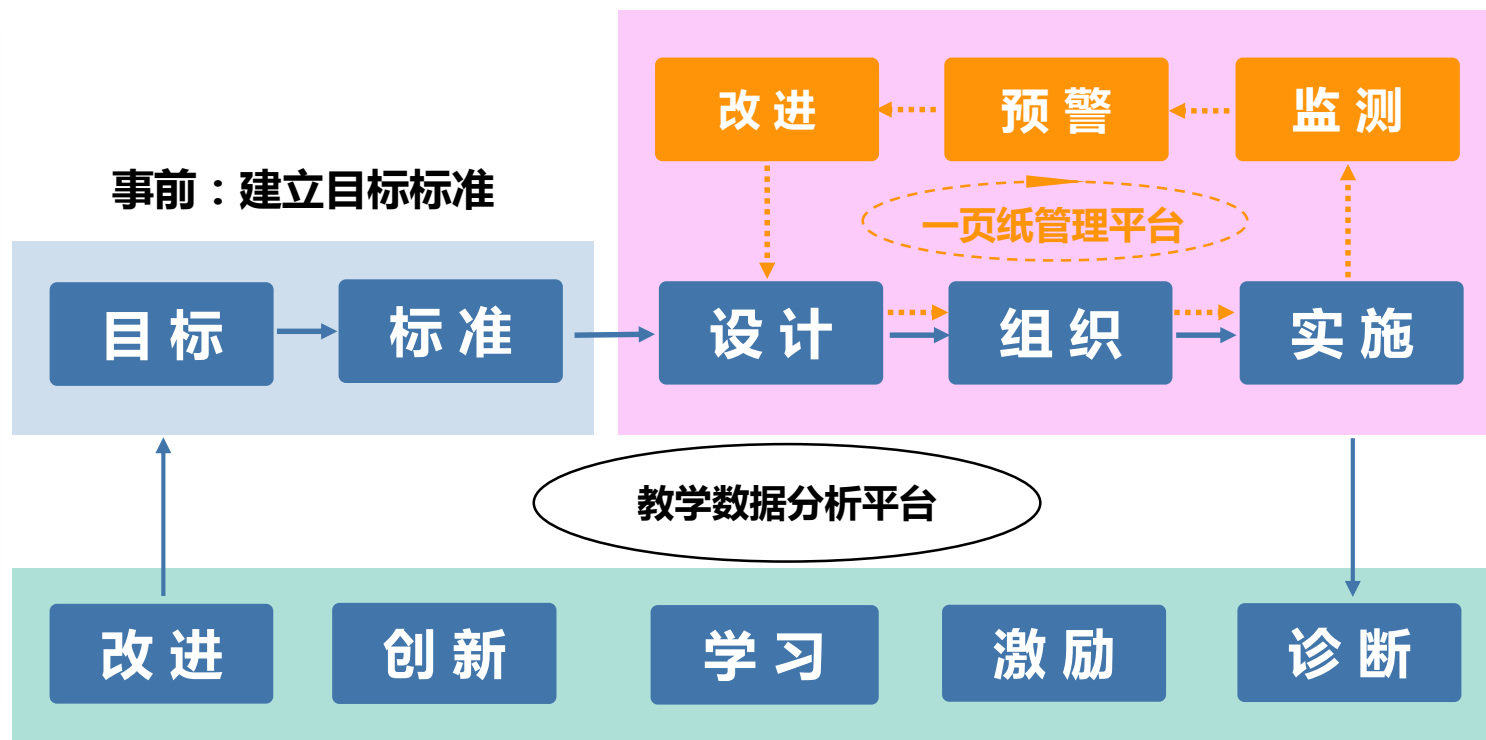 改进
预警
监测
事前：建立目标标准
一页纸管理平台
目标
标准
设计
组织
实施
教学数据分析平台
改进
创新
学习
激励
诊断